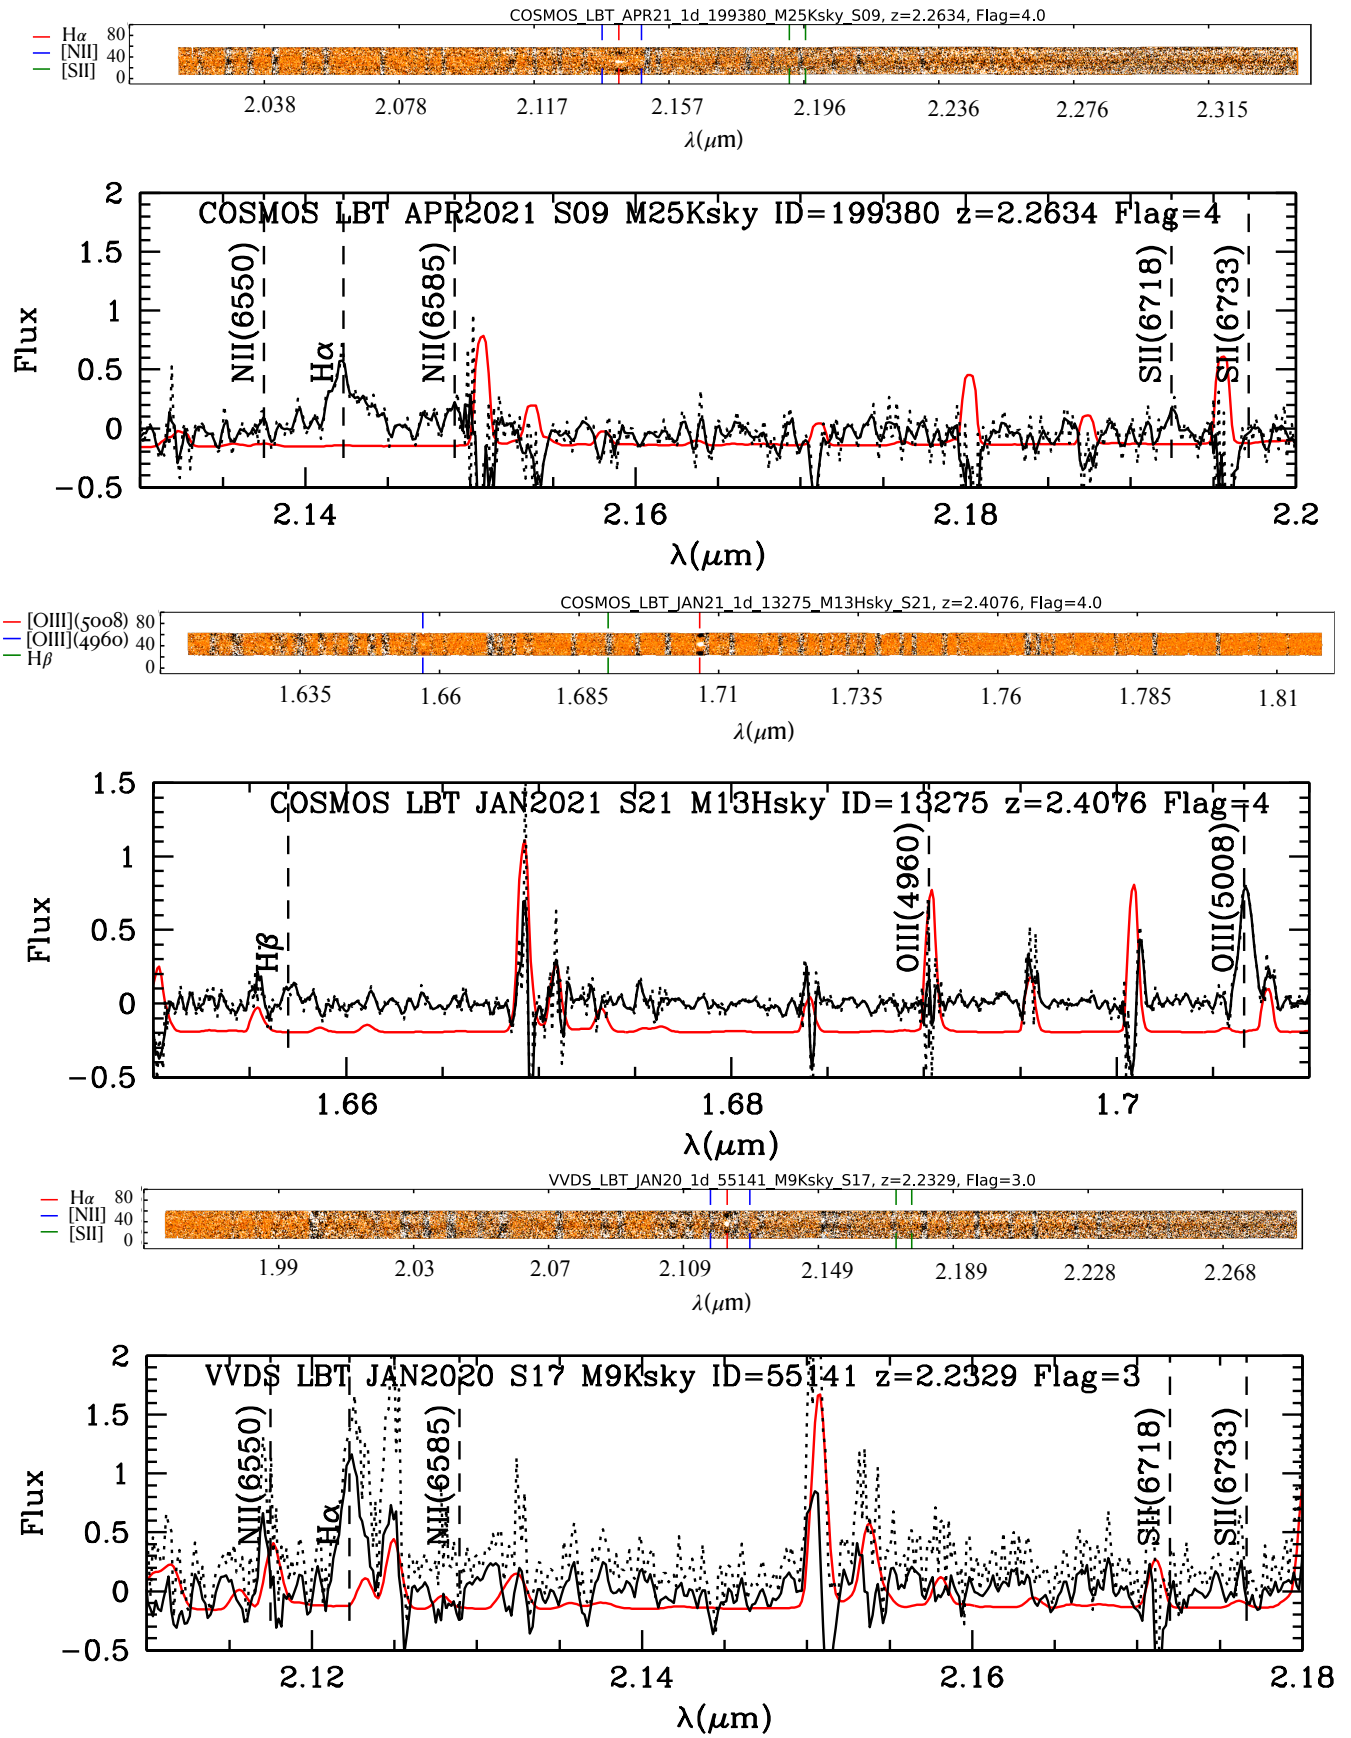 COSMOS_LBT_APR21_1d_199380_M25Ksky_S09, z=2.2634, Flag=4.0
Hα
[NII]
[SII]
80
40
0
2.038 2.078 2.117 2.157 2.196 2.236 2.276 2.315
λ(μm)
COSMOS LBT APR2021 S09 M25Ksky ID=199380 z=2.2634 Flag=4
NII(6550)
Hα
NII(6585)
SII(6718)
SII(6733)
Flux
2
1.5
1
0.5
0
−0.5
2.14 2.16 2.18 2.2
λ(μm)
COSMOS_LBT_JAN21_1d_13275_M13Hsky_S21, z=2.4076, Flag=4.0
[OIII](5008)
[OIII](4960)
Hβ
80
40
0
1.635 1.66 1.685 1.71 1.735 1.76 1.785 1.81
λ(μm)
COSMOS LBT JAN2021 S21 M13Hsky ID=13275 z=2.4076 Flag=4
Hβ
OIII(4960)
OIII(5008)
Flux
1.5
1
0.5
0
−0.5
1.66 1.68 1.7
λ(μm)
VVDS_LBT_JAN20_1d_55141_M9Ksky_S17, z=2.2329, Flag=3.0
Hα
[NII]
[SII]
80
40
0
1.99 2.03 2.07 2.109 2.149 2.189 2.228 2.268
λ(μm)
VVDS LBT JAN2020 S17 M9Ksky ID=55141 z=2.2329 Flag=3
NII(6550)
Hα
NII(6585)
SII(6718)
SII(6733)
Flux
2
1.5
1
0.5
0
−0.5
2.12 2.14 2.16 2.18
λ(μm)